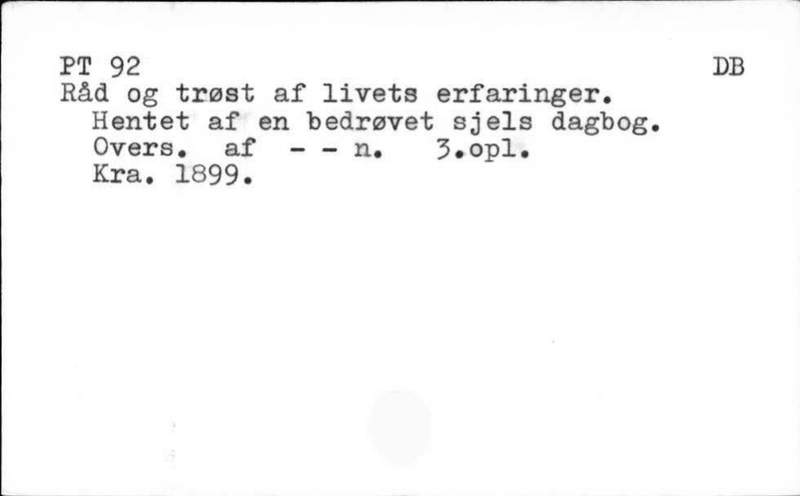 PT 92 DB
Råd og trøst af livets erfaringer.
Hentet af en bedrøvet sjels dagbog.
Overs. af - - n. 3.opl.
Kra. 1899.